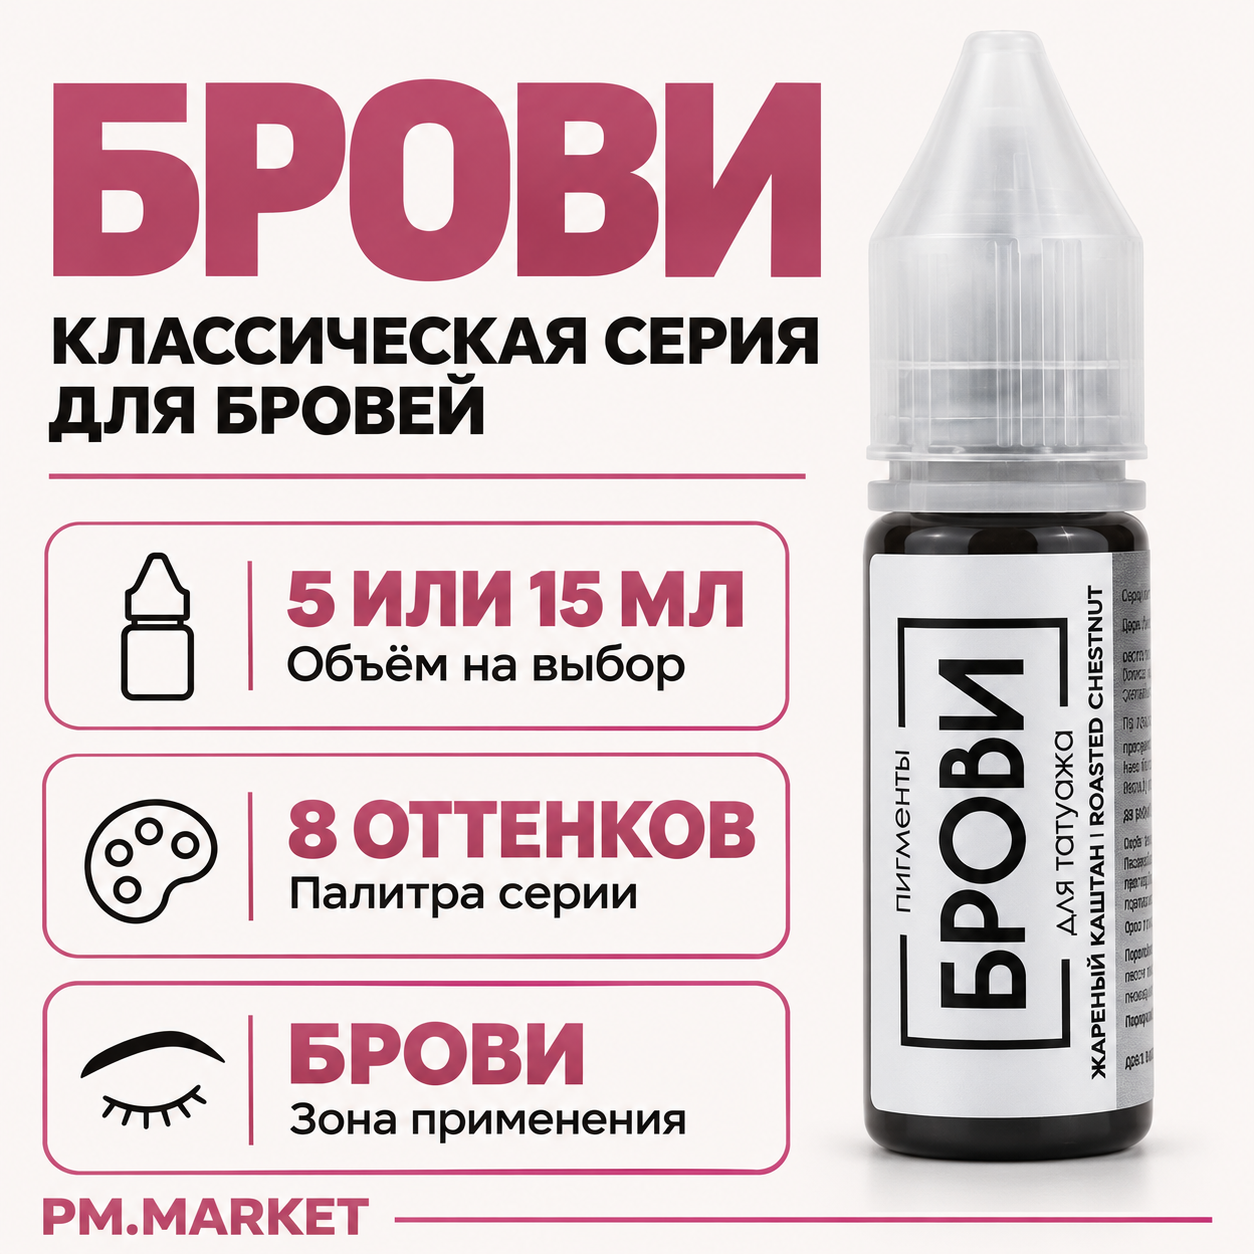 БРОВИ
КЛАССИЧЕСКАЯ СЕРИЯ
ДЛЯ БРОВЕЙ
5 ИЛИ 15 МЛ
Объём на выбор
8 ОТТЕНКОВ
Палитра серии
БРОВИ
Зона применения
PM.MARKET
пигменты
БРОВИ
для татуажа
ЖАРЕНЫЙ КАШТАН | ROASTED CHESTNUT